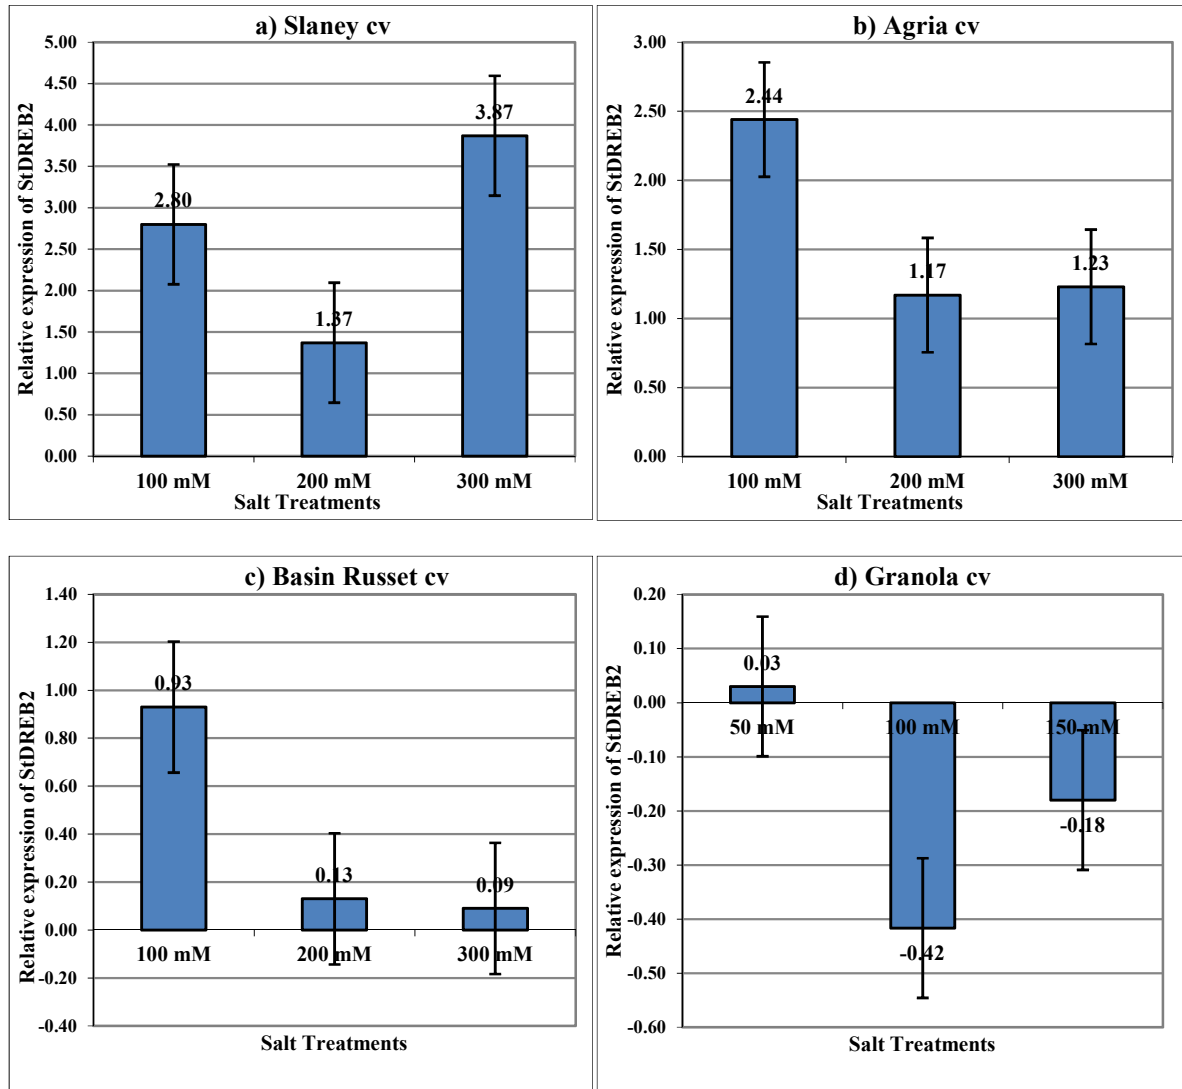 a) Slaney cv
Relative expression of StDREB2
5.00
4.50
4.00
3.50
3.00
2.50
2.00
1.50
1.00
0.50
0.00
2.80
1.37
3.87
100 mM
200 mM
300 mM
Salt Treatments
b) Agria cv
Relative expression of StDREB2
3.00
2.50
2.00
1.50
1.00
0.50
0.00
2.44
1.17
1.23
100 mM
200 mM
300 mM
Salt Treatments
c) Basin Russet cv
Relative expression of StDREB2
1.40
1.20
1.00
0.80
0.60
0.40
0.20
0.00
-0.20
-0.40
0.93
0.13
0.09
100 mM
200 mM
300 mM
Salt Treatments
d) Granola cv
Relative expression of StDREB2
0.20
0.10
0.00
-0.10
-0.20
-0.30
-0.40
-0.50
-0.60
0.03
50 mM
100 mM
150 mM
-0.42
-0.18
Salt Treatments